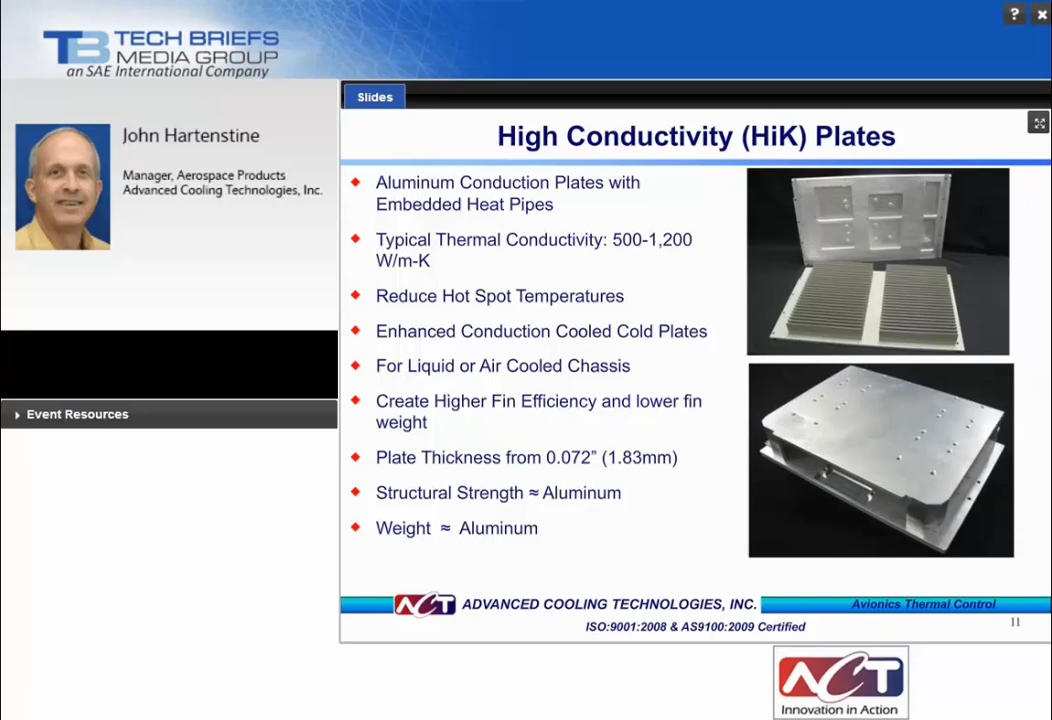 ? ×
TB TECH BRIEFS
MEDIA GROUP
an SAE International Company
John Hartenstine
Manager, Aerospace Products
Advanced Cooling Technologies, Inc.
Event Resources
Slides
High Conductivity (HiK) Plates
Aluminum Conduction Plates with
Embedded Heat Pipes
Typical Thermal Conductivity: 500-1,200
W/m-K
Reduce Hot Spot Temperatures
Enhanced Conduction Cooled Cold Plates
For Liquid or Air Cooled Chassis
Create Higher Fin Efficiency and lower fin
weight
Plate Thickness from 0.072” (1.83mm)
Structural Strength ≈ Aluminum
Weight ≈ Aluminum
ACT ADVANCED COOLING TECHNOLOGIES, INC. Avionics Thermal Control
ISO:9001:2008 & AS9100:2009 Certified
11
ACT
Innovation in Action